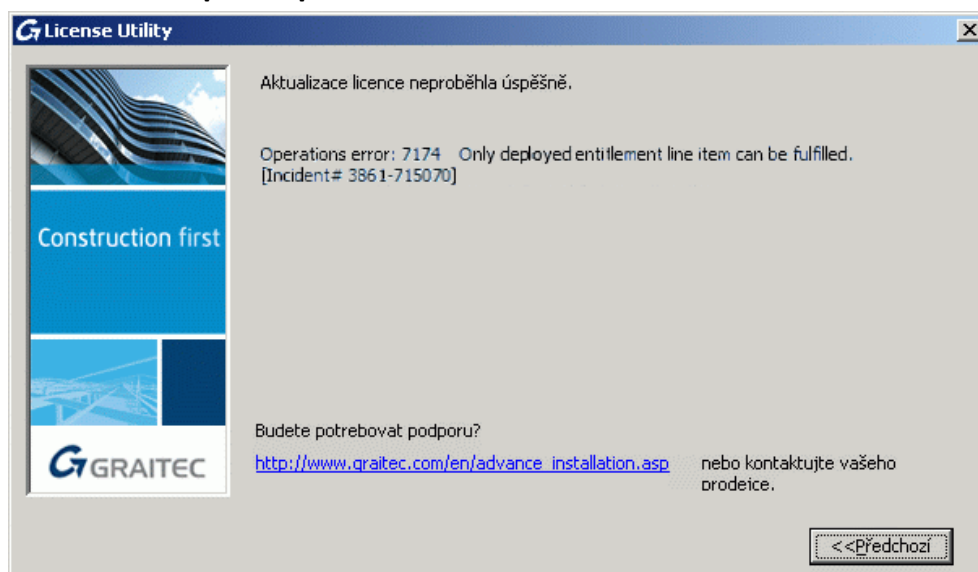 License Utility
Aktualizace licence neproběhla úspěšně.
Operations error: 7174 Only deployed entitlement line item can be fulfilled.
[Incident# 3861-715070]
Construction first
GRAITEC
Budete potrebovat podporu?
http://www.graitec.com/en/advance_installation.asp nebo kontaktujte vašeho
prodejce.
<<Předchozí